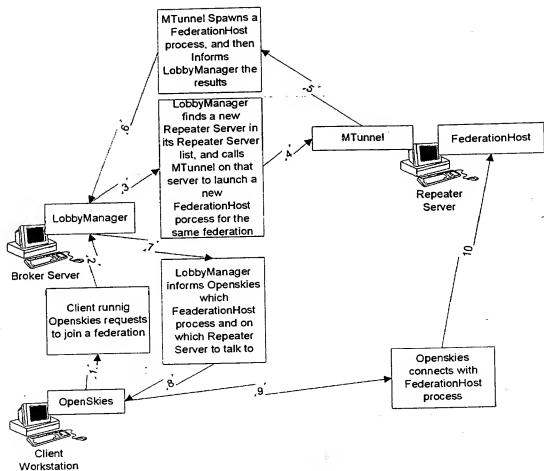 MTunnel Spawns a
FederationHost
process, and then
Informs
LobbyManager the
results
LobbyManager
finds a new
Repeater Server in
its Repeater Server
list, and calls
MTunnel on that
server to launch a
new
FederationHost
porcess for the
same federation
MTunnel
FederationHost
Repeater
Server
LobbyManager
Broker Server
LobbyManager
informs Openskies
which
FeaderationHost
process and on
which Repeater
Server to talk to
Client runnig
Openskies requests
to join a federation
OpenSkies
Client
Workstation
Openskies
connects with
FederationHost
process
1'
2'
3'
4'
5'
6'
7'
8'
9'
10